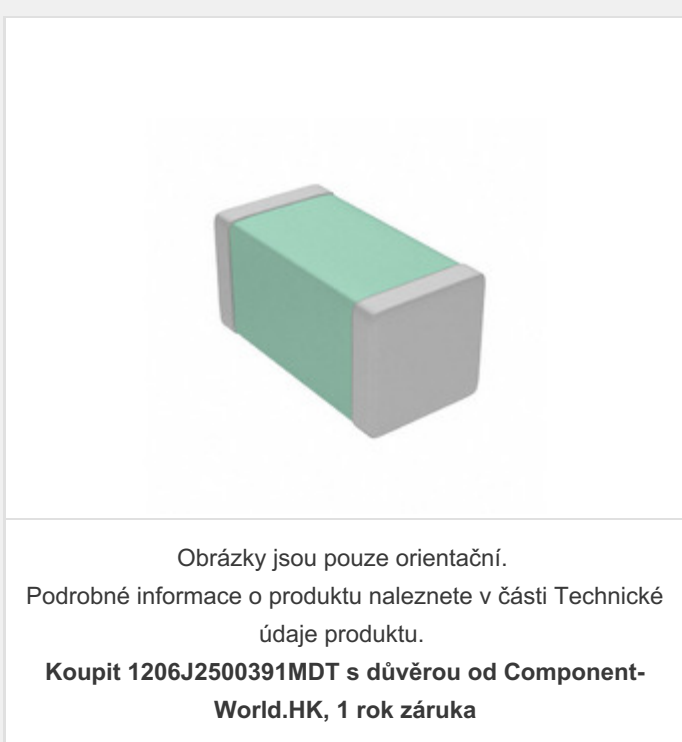 Obrázky jsou pouze orientační.
Podrobné informace o produktu naleznete v části Technické
údaje produktu.
Koupit 1206J2500391MDT s důvěrou od Component-
World.HK, 1 rok záruka